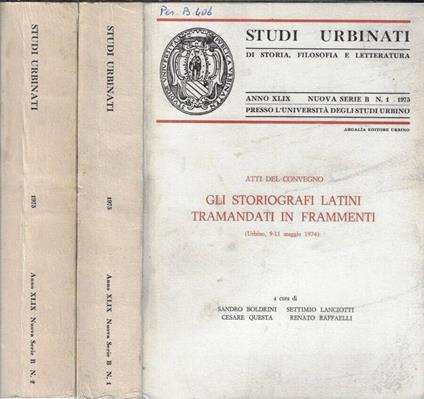 Per. B. 406
STUDI URBINATI
DI STORIA, FILOSOFIA E LETTERATURA
ANNO XLIX NUOVA SERIE B N. 1 1975
PRESSO L'UNIVERSITÀ DEGLI STUDI URBINO
ARGALÌA EDITORE URBINO
ATTI DEL CONVEGNO
GLI STORIOGRAFI LATINI
TRAMANDATI IN FRAMMENTI
(Urbino, 9-11 maggio 1974)
a cura di
SANDRO BOLDRINI SETTIMIO LANCIOTTI
CESARE QUESTA RENATO RAFFAELLI
STUDI URBINATI
1975
Anno XLIX Nuova Serie B N. 2
STUDI URBINATI
1975
Anno XLIX Nuova Serie B N. 1